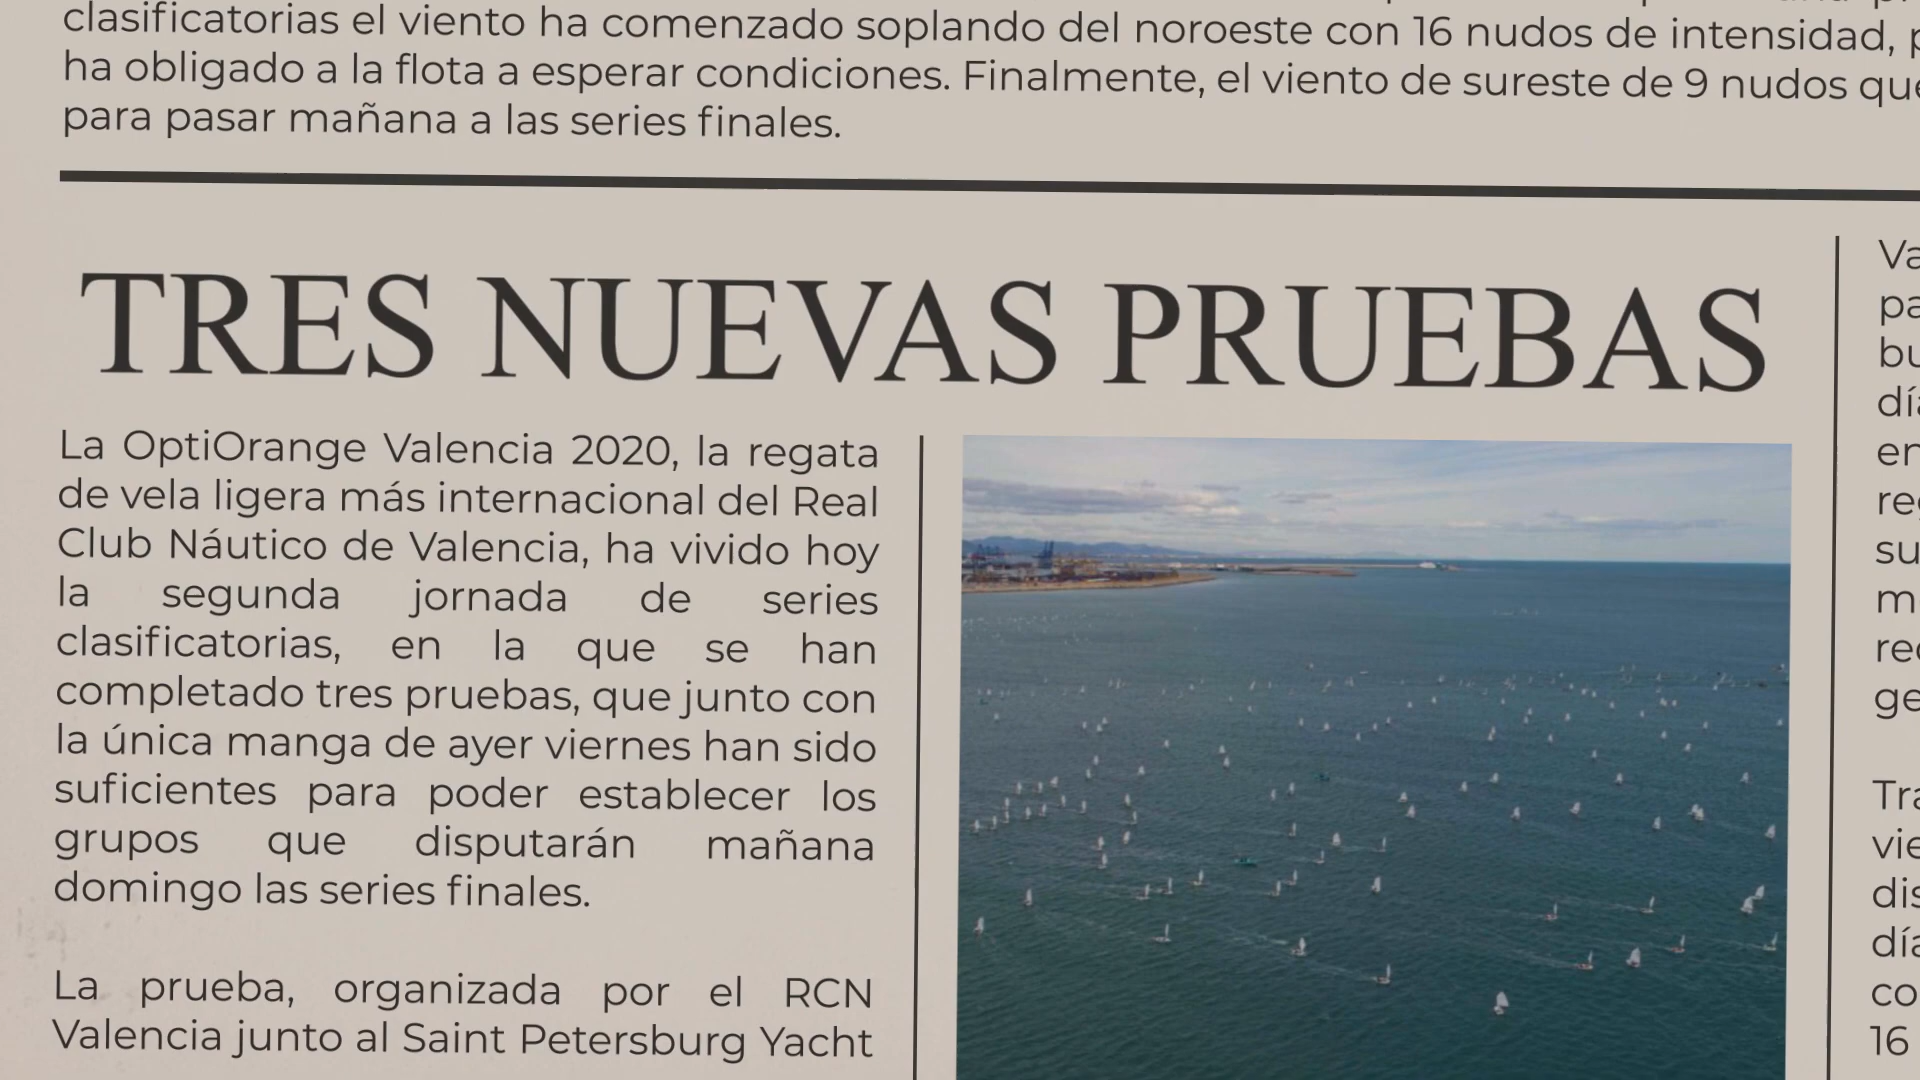 clasificatorias el viento ha comenzado soplando del noroeste con 16 nudos de intensidad,
ha obligado a la flota a esperar condiciones. Finalmente, el viento de sureste de 9 nudos que
para pasar mañana a las series finales.
TRES NUEVAS PRUEBAS
La OptiOrange Valencia 2020, la regata
de vela ligera más internacional del Real
Club Náutico de Valencia, ha vivido hoy
la segunda jornada de series
clasificatorias, en la que se han
completado tres pruebas, que junto con
la única manga de ayer viernes han sido
suficientes para poder establecer los
grupos que disputarán mañana
domingo las series finales.
La prueba, organizada por el RCN
Valencia junto al Saint Petersburg Yacht
16